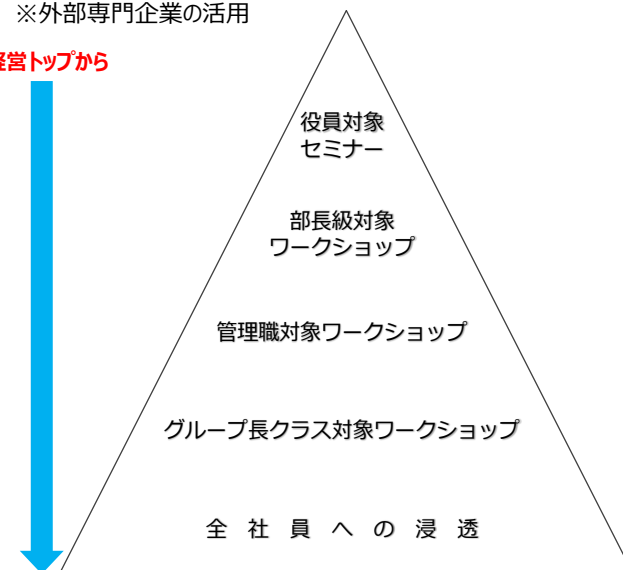 ※外部専門企業の活用
経営トップから
役員対象
セミナー
部長級対象
ワークショップ
管理職対象ワークショップ
グループ長クラス対象ワークショップ
全社員への浸透